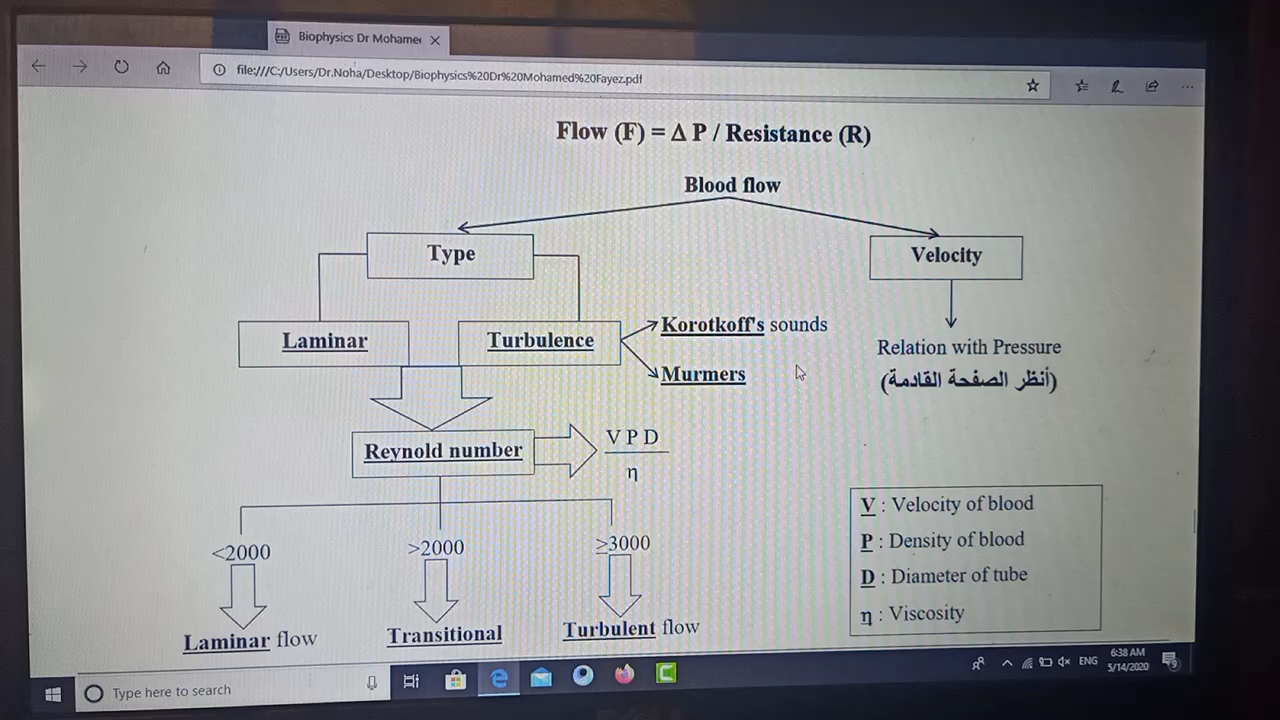 Biophysics Dr Mohamed
file:///C:/Users/Dr.Noha/Desktop/Biophysics%20Dr%20Mohamed%20Fayez.pdf
Flow (F) = Δ P / Resistance (R)
Blood flow
Type
Velocity
Laminar
Turbulence
Korotkoff's sounds
Murmers
Relation with Pressure
(أنظر الصفحة القادمة)
Reynold number
V P D
η
V : Velocity of blood
P : Density of blood
D : Diameter of tube
η : Viscosity
<2000
>2000
≥3000
Laminar flow
Transitional
Turbulent flow
Type here to search
ENG
6:38 AM
5/14/2020